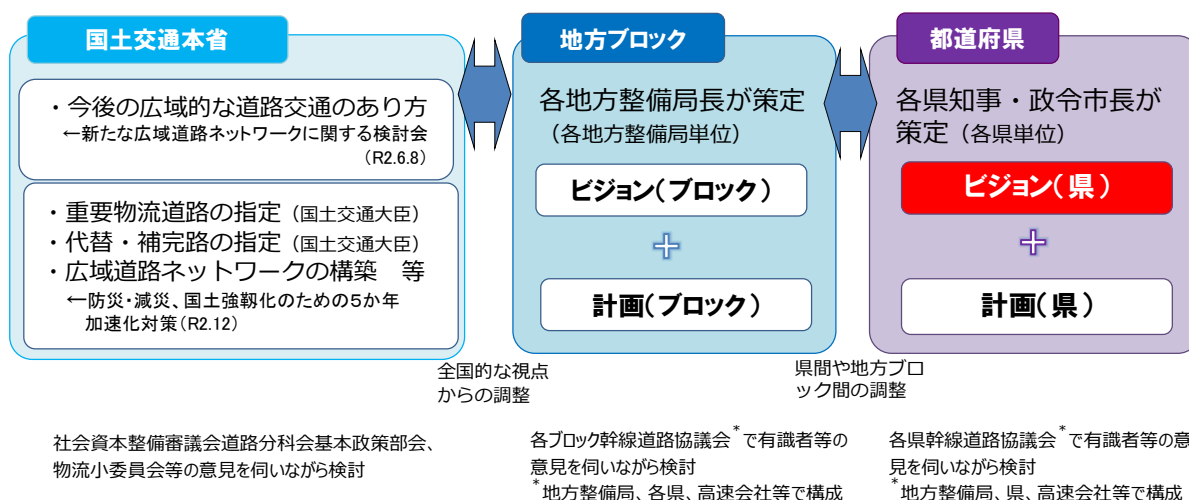 国土交通本省
・今後の広域的な道路交通のあり方
←新たな広域道路ネットワークに関する検討会
(R2.6.8)
・重要物流道路の指定（国土交通大臣）
・代替・補完路の指定（国土交通大臣）
・広域道路ネットワークの構築　等
←防災・減災、国土強靱化のための５か年
加速化対策(R2.12)
全国的な視点
からの調整
社会資本整備審議会道路分科会基本政策部会、
物流小委員会等の意見を伺いながら検討
地方ブロック
各地方整備局長が策定
（各地方整備局単位）
ビジョン(ブロック)
＋
計画(ブロック)
県間や地方ブロ
ック間の調整
各ブロック幹線道路協議会*で有識者等の
意見を伺いながら検討
*地方整備局、各県、高速会社等で構成
都道府県
各県知事・政令市長が
策定（各県単位）
ビジョン(県)
＋
計画(県)
各県幹線道路協議会*で有識者等の意
見を伺いながら検討
*地方整備局、県、高速会社等で構成